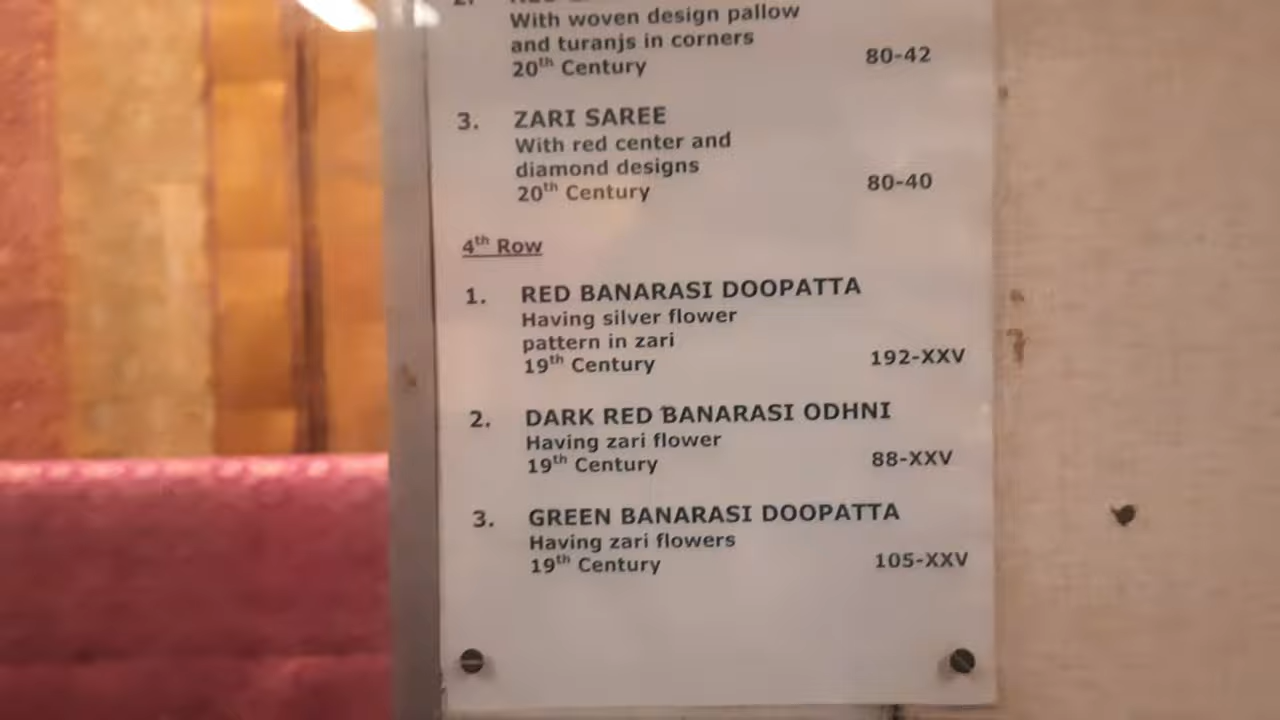 2.
With woven design pallow
and turanjs in corners
20th Century 80-42
3. ZARI SAREE
With red center and
diamond designs
20th Century 80-40
4th Row
1. RED BANARASI DOOPATTA
Having silver flower
pattern in zari
19th Century 192-XXV
2. DARK RED BANARASI ODHNI
Having zari flower
19th Century 88-XXV
3. GREEN BANARASI DOOPATTA
Having zari flowers
19th Century 105-XXV